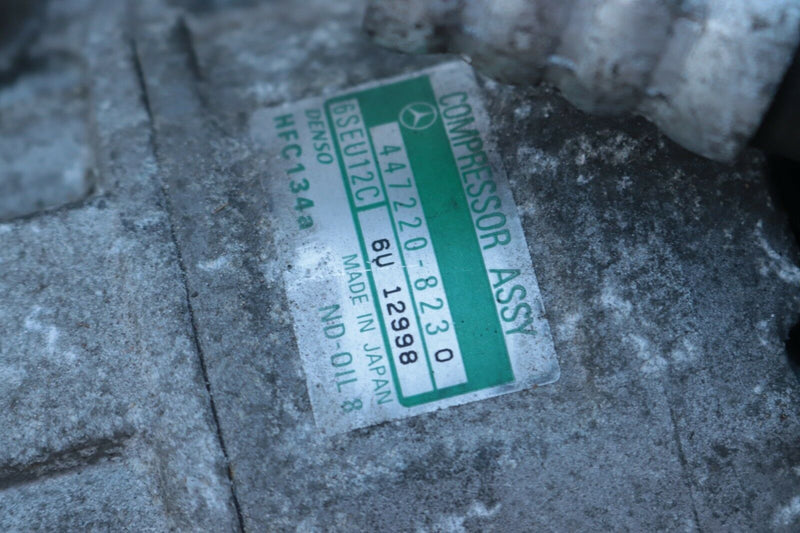 COMPRESSOR ASSY
447220-8230
6SEU12C 6U 12998
DENSO MADE IN JAPAN
HFC134a ND-OIL 8